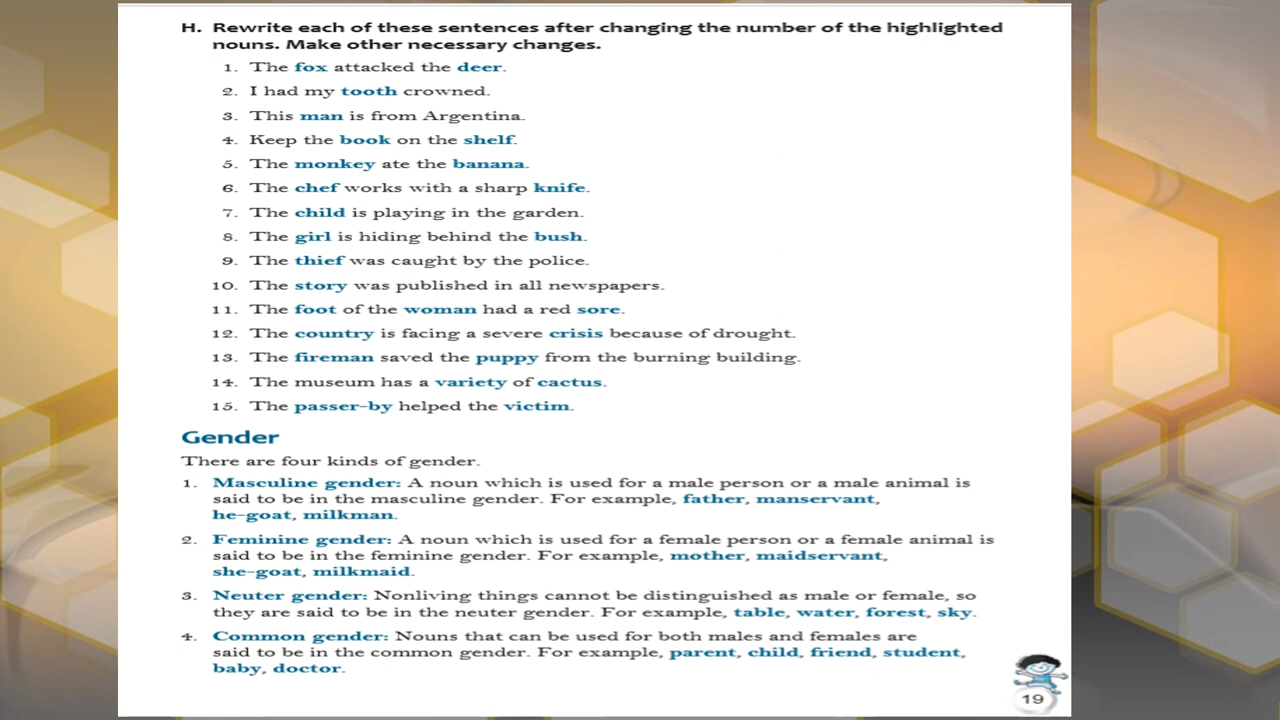 H. Rewrite each of these sentences after changing the number of the highlighted
nouns. Make other necessary changes.
1. The fox attacked the deer.
2. I had my tooth crowned.
3. This man is from Argentina.
4. Keep the book on the shelf.
5. The monkey ate the banana.
6. The chef works with a sharp knife.
7. The child is playing in the garden.
8. The girl is hiding behind the bush.
9. The thief was caught by the police.
10. The story was published in all newspapers.
11. The foot of the woman had a red sore.
12. The country is facing a severe crisis because of drought.
13. The fireman saved the puppy from the burning building.
14. The museum has a variety of cactus.
15. The passer-by helped the victim.
Gender
There are four kinds of gender.
1. Masculine gender: A noun which is used for a male person or a male animal is
said to be in the masculine gender. For example, father, manservant,
he-goat, milkman.
2. Feminine gender: A noun which is used for a female person or a female animal is
said to be in the feminine gender. For example, mother, maidservant,
she-goat, milkmaid.
3. Neuter gender: Nonliving things cannot be distinguished as male or female, so
they are said to be in the neuter gender. For example, table, water, forest, sky.
4. Common gender: Nouns that can be used for both males and females are
said to be in the common gender. For example, parent, child, friend, student,
baby, doctor.
19